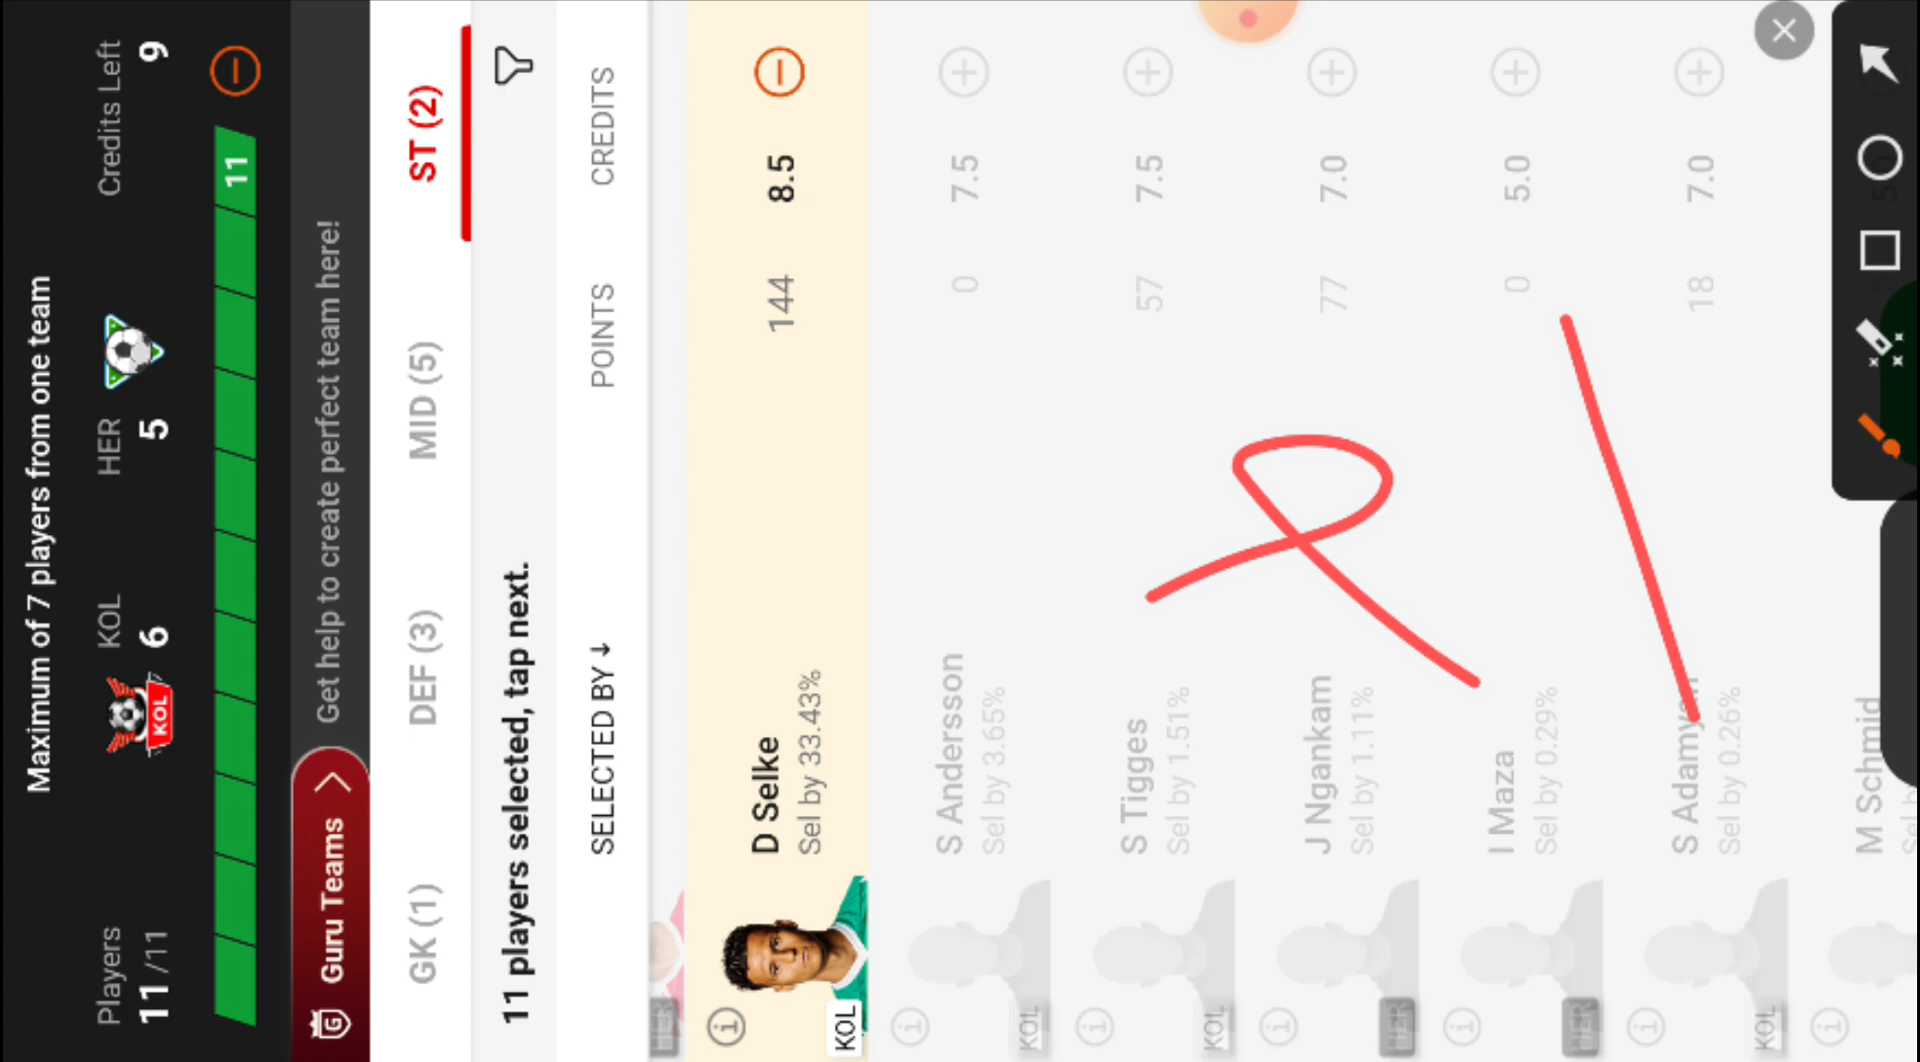 Maximum of 7 players from one team
Players KOL HER Credits Left
11/11 KOL 6 5 9
11
Guru Teams > Get help to create perfect team here!
GK (1) DEF (3) MID (5) ST (2)
11 players selected, tap next.
SELECTED BY ↓ POINTS CREDITS
HER
D Selke 144 8.5
Sel by 33.43%
KOL
S Andersson 0 7.5
Sel by 3.65%
KOL
S Tigges 57 7.5
Sel by 1.51%
KOL
J Ngankam 77 7.0
Sel by 1.11%
HER
I Maza 0 5.0
Sel by 0.29%
HER
S Adamyan 18 7.0
Sel by 0.26%
KOL
M Schmid